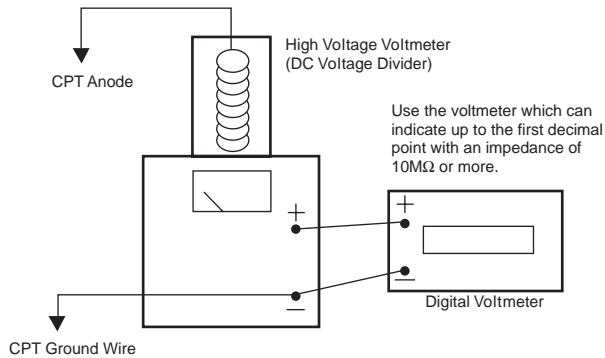 High Voltage Voltmeter
(DC Voltage Divider)
CPT Anode
Use the voltmeter which can
indicate up to the first decimal
point with an impedance of
10MΩ or more.
+
+
—
—
Digital Voltmeter
CPT Ground Wire